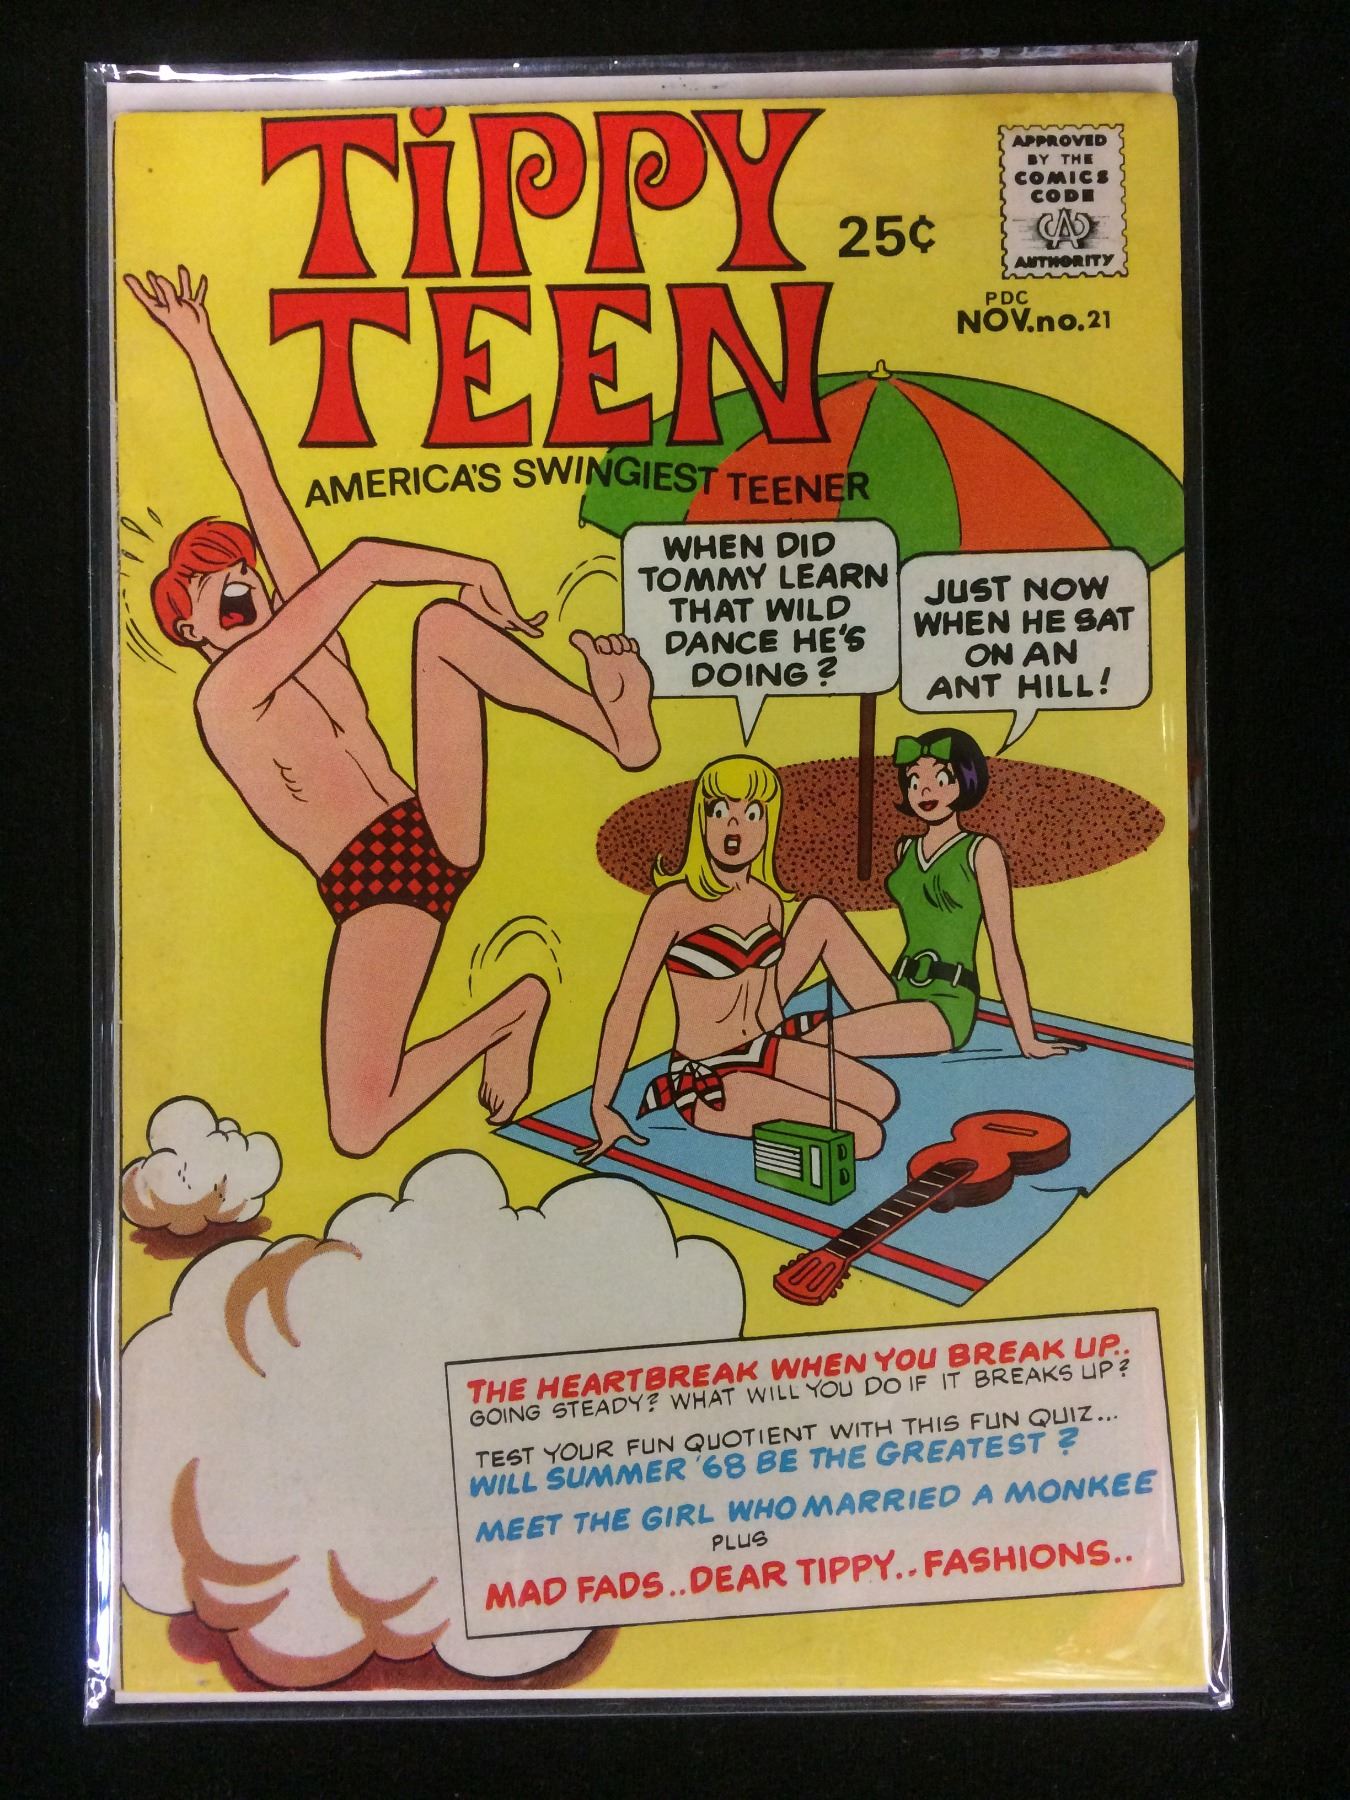 TiPPY
TEEN
AMERICA'S SWINGIEST TEENER
25¢
APPROVED
BY THE
COMICS
CODE
CA
AUTHORITY
PDC
NOV.no.21
WHEN DID
TOMMY LEARN
THAT WILD
DANCE HE'S
DOING?
JUST NOW
WHEN HE SAT
ON AN
ANT HILL!
THE HEARTBREAK WHEN YOU BREAK UP..
GOING STEADY? WHAT WILL YOU DO IF IT BREAKS UP?
TEST YOUR FUN QUOTIENT WITH THIS FUN QUIZ...
WILL SUMMER '68 BE THE GREATEST?
MEET THE GIRL WHO MARRIED A MONKEE
PLUS
MAD FADS..DEAR TIPPY..FASHIONS..